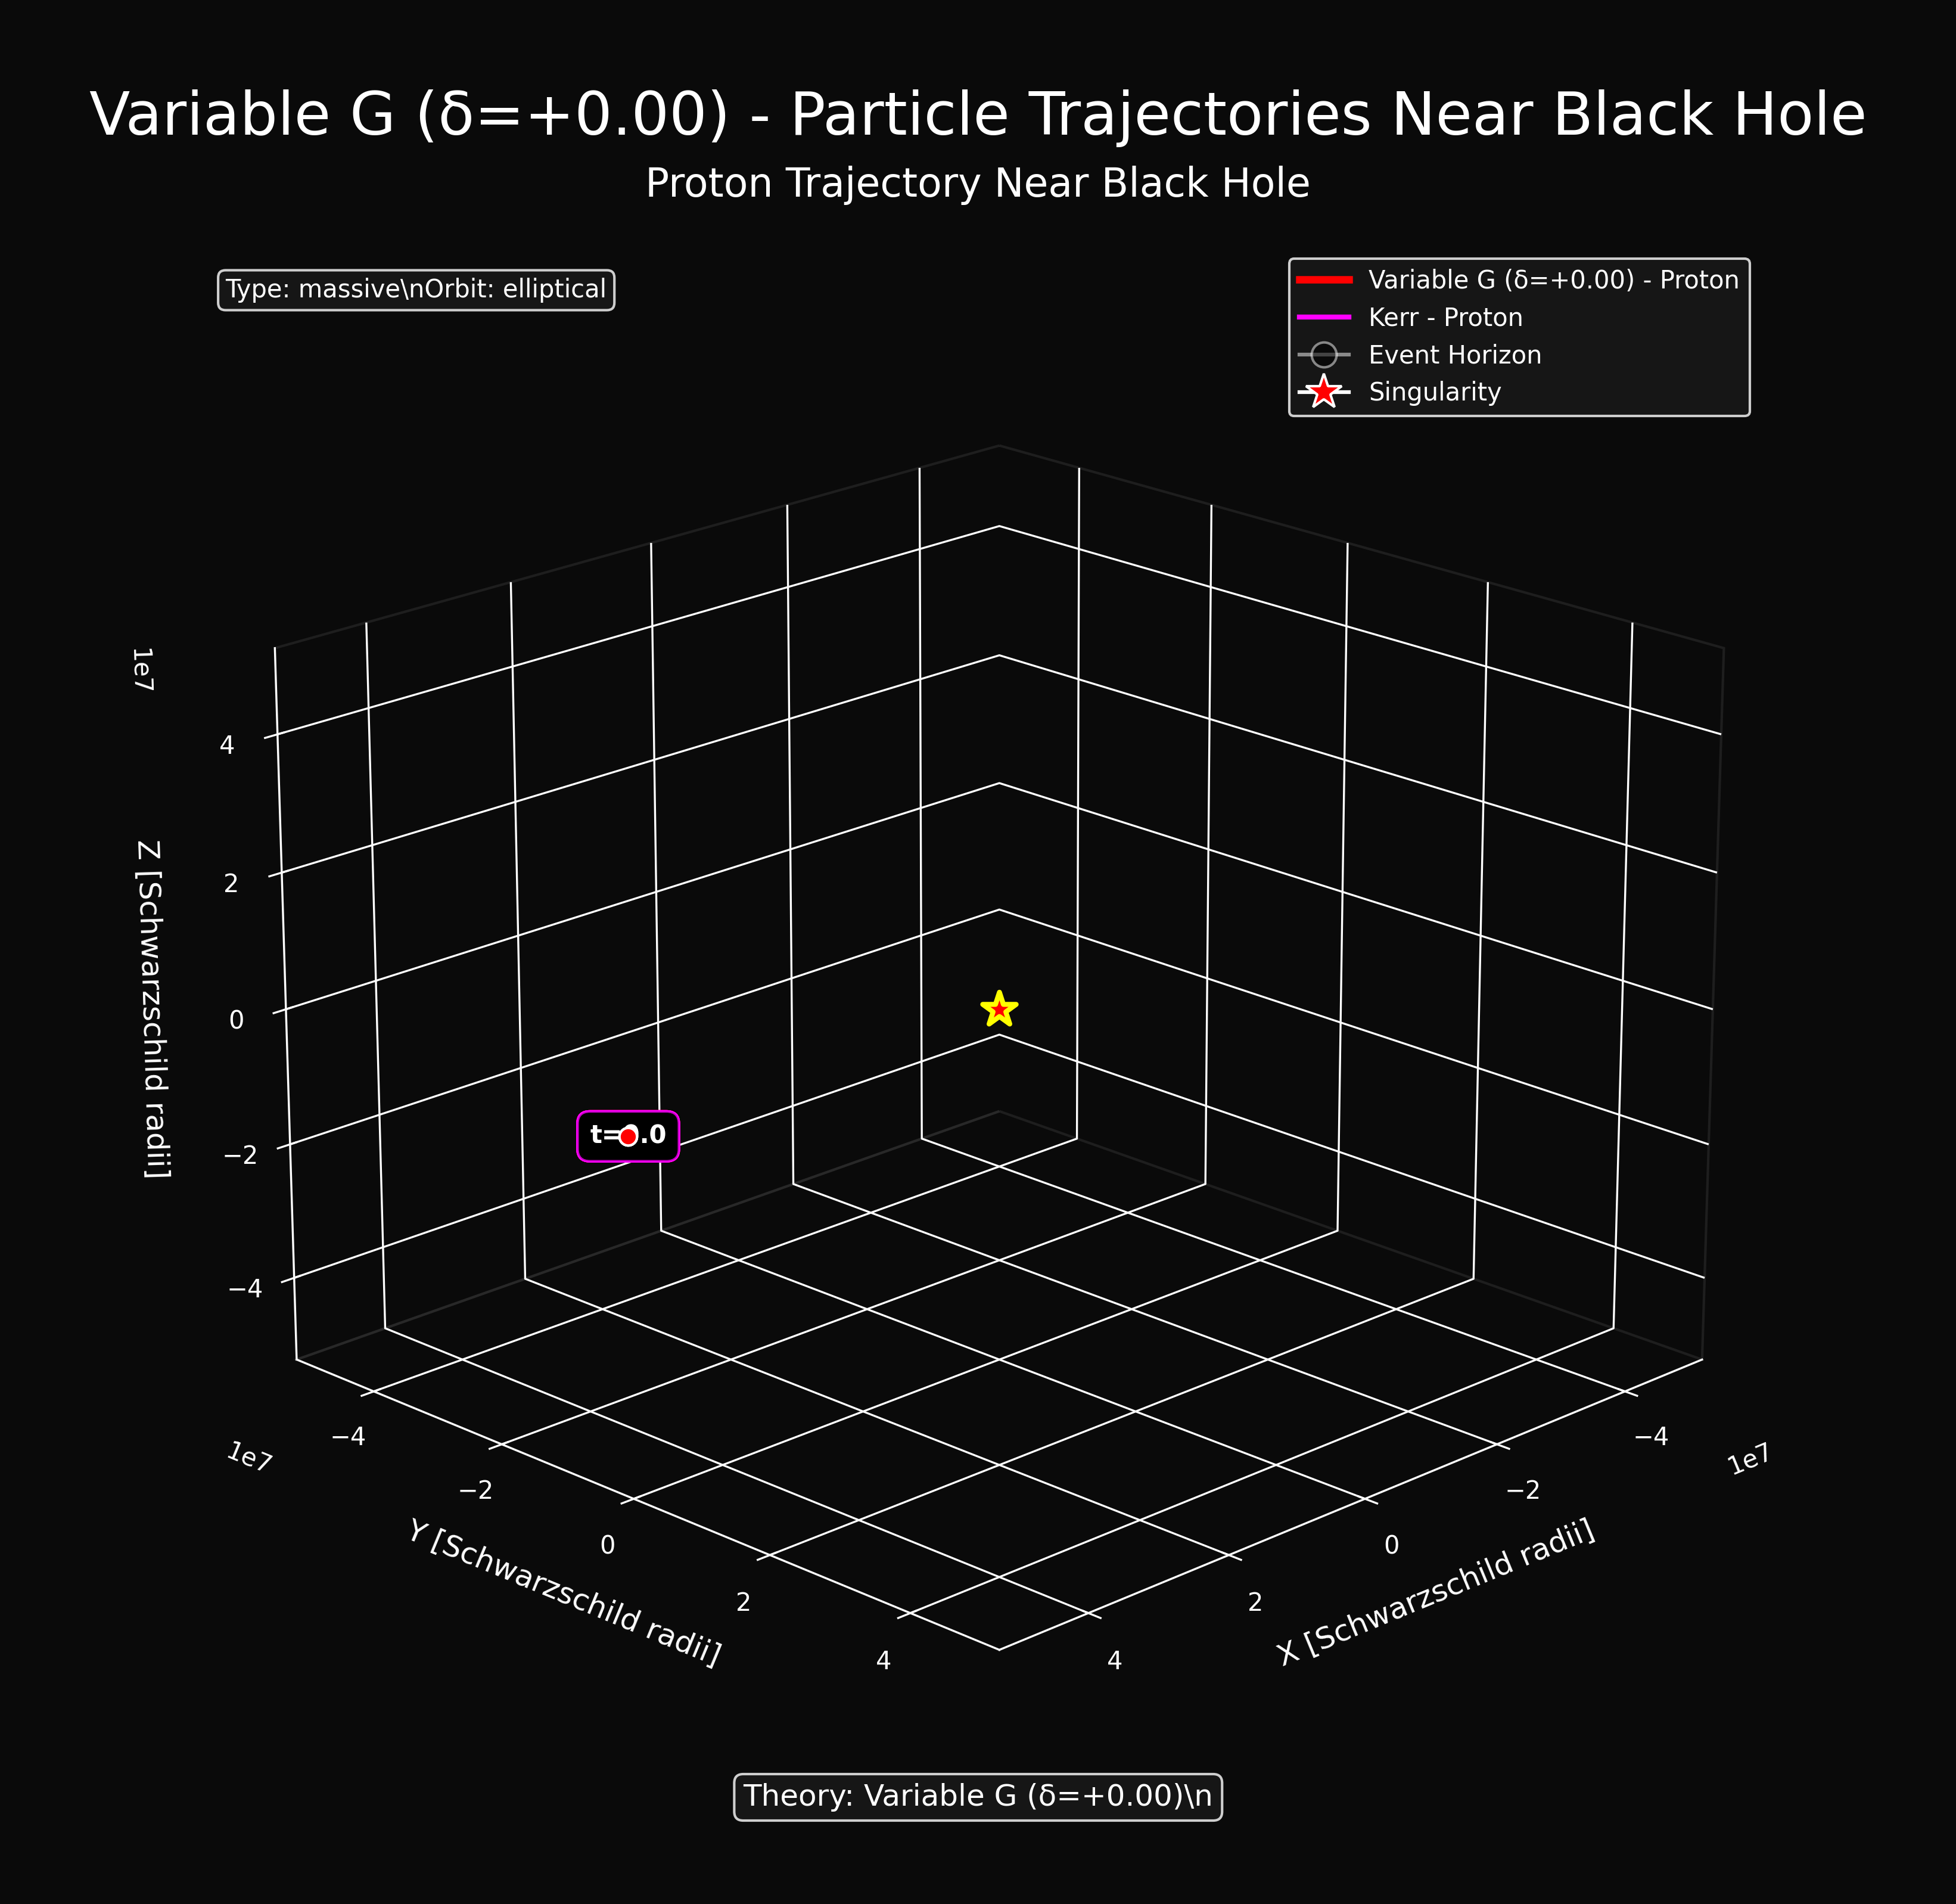 Variable G (δ=+0.00) - Particle Trajectories Near Black Hole
Proton Trajectory Near Black Hole
Type: massive\nOrbit: elliptical
Variable G (δ=+0.00) - Proton
Kerr - Proton
Event Horizon
Singularity
1e7
4
2
0
−2
−4
Z [Schwarzschild radii]
t=0.0
1e7
−4
−2
0
2
4
Y [Schwarzschild radii]
4
2
0
−2
−4
1e7
X [Schwarzschild radii]
Theory: Variable G (δ=+0.00)\n